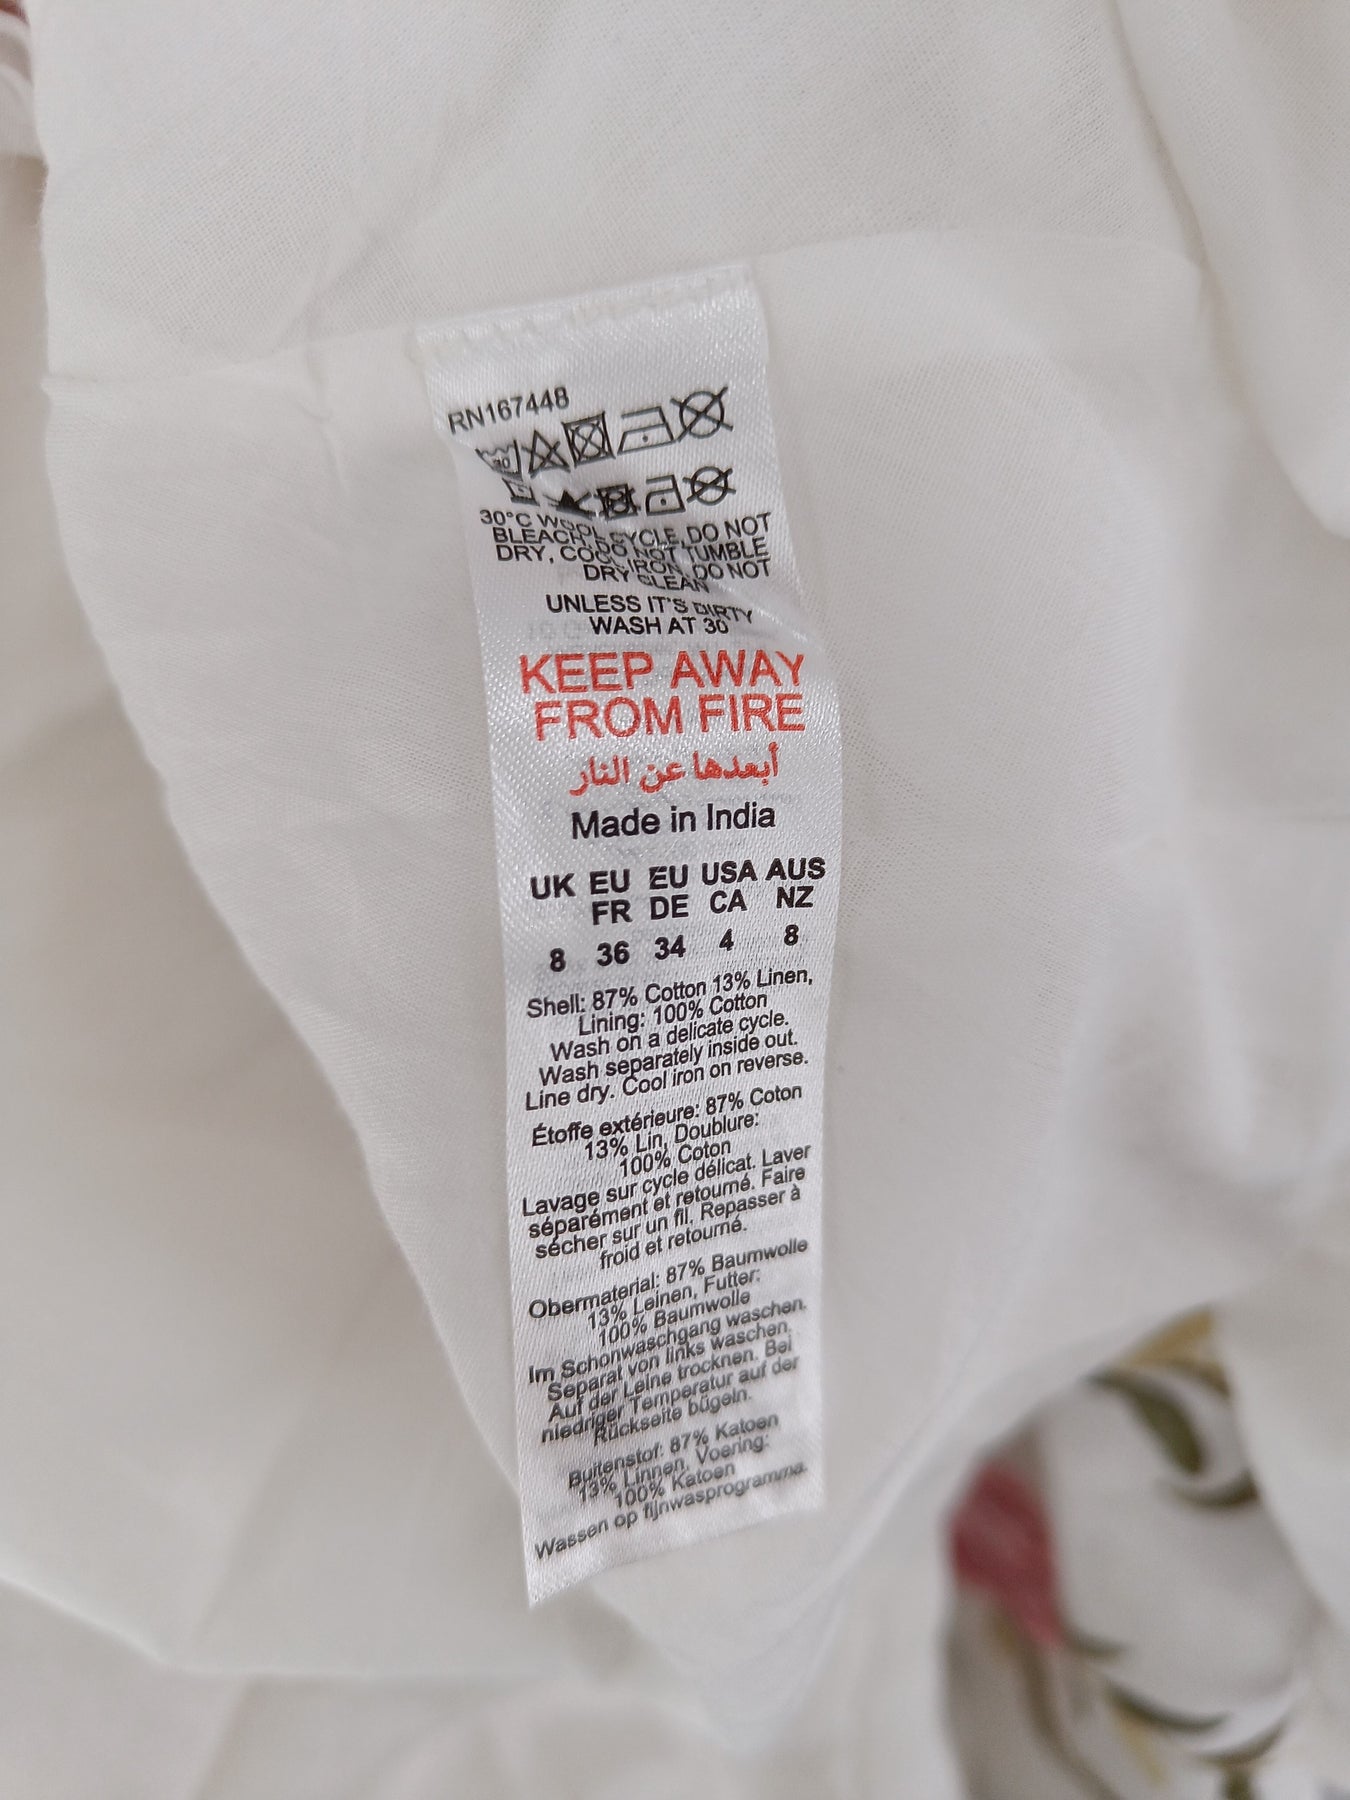 RN167448
30
30°C WOOL CYCLE, DO NOT
BLEACH, DO NOT TUMBLE
DRY, COOL IRON, DO NOT
DRY CLEAN
UNLESS IT'S DIRTY
WASH AT 30
KEEP AWAY
FROM FIRE
أبعدها عن النار
Made in India
UK EU EU USA AUS
FR DE CA NZ
8 36 34 4 8
Shell: 87% Cotton 13% Linen,
Lining: 100% Cotton
Wash on a delicate cycle.
Wash separately inside out.
Line dry. Cool iron on reverse.
Étoffe extérieure: 87% Coton
13% Lin, Doublure:
100% Coton
Lavage sur cycle délicat. Laver
séparément et retourné. Faire
sécher sur un fil. Repasser à
froid et retourné.
Obermaterial: 87% Baumwolle
13% Leinen, Futter:
100% Baumwolle
Im Schonwaschgang waschen.
Separat von links waschen.
Auf der Leine trocknen. Bei
niedriger Temperatur auf der
Rückseite bügeln.
Buitenstof: 87% Katoen
13% Linnen, Voering:
100% Katoen
Wassen op fijnwasprogramma.